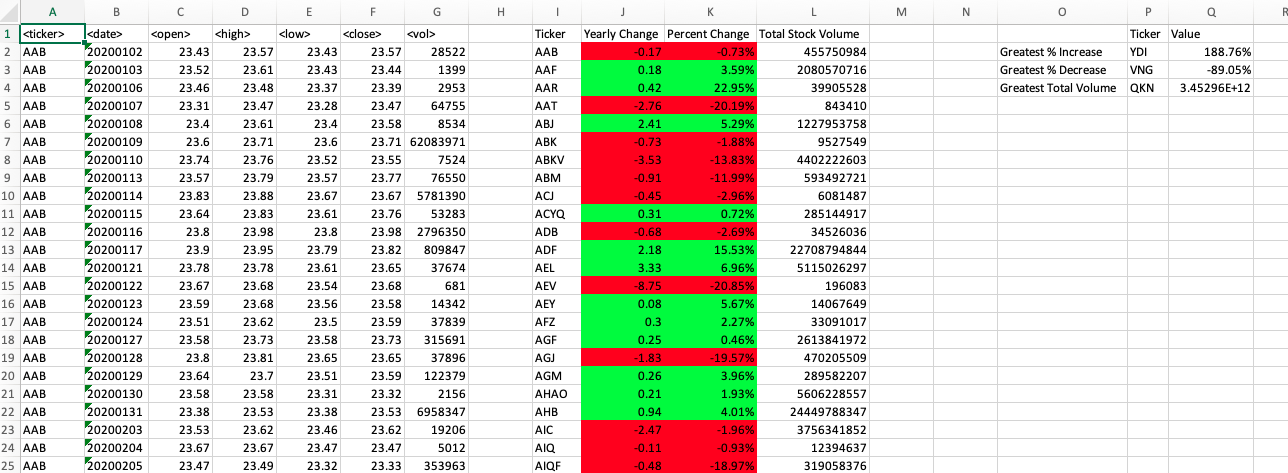 A B C D E F G H I J K L M N O P Q R
1 <ticker> <date> <open> <high> <low> <close> <vol> Ticker Yearly Change Percent Change Total Stock Volume Ticker Value
2 AAB 20200102 23.43 23.57 23.43 23.57 28522 AAB -0.17 -0.73% 455750984 Greatest % Increase YDI 188.76%
3 AAB 20200103 23.52 23.61 23.43 23.44 1399 AAF 0.18 3.59% 2080570716 Greatest % Decrease VNG -89.05%
4 AAB 20200106 23.46 23.48 23.37 23.39 2953 AAR 0.42 22.95% 39905528 Greatest Total Volume QKN 3.45296E+12
5 AAB 20200107 23.31 23.47 23.28 23.47 64755 AAT -2.76 -20.19% 843410
6 AAB 20200108 23.4 23.61 23.4 23.58 8534 ABJ 2.41 5.29% 1227953758
7 AAB 20200109 23.6 23.71 23.6 23.71 62083971 ABK -0.73 -1.88% 9527549
8 AAB 20200110 23.74 23.76 23.52 23.55 7524 ABKV -3.53 -13.83% 4402222603
9 AAB 20200113 23.57 23.79 23.57 23.77 76550 ABM -0.91 -11.99% 593492721
10 AAB 20200114 23.83 23.88 23.67 23.67 5781390 ACJ -0.45 -2.96% 6081487
11 AAB 20200115 23.64 23.83 23.61 23.76 53283 ACYQ 0.31 0.72% 285144917
12 AAB 20200116 23.8 23.98 23.8 23.98 2796350 ADB -0.68 -2.69% 34526036
13 AAB 20200117 23.9 23.95 23.79 23.82 809847 ADF 2.18 15.53% 22708794844
14 AAB 20200121 23.78 23.78 23.61 23.65 37674 AEL 3.33 6.96% 5115026297
15 AAB 20200122 23.67 23.68 23.54 23.68 681 AEV -8.75 -20.85% 196083
16 AAB 20200123 23.59 23.68 23.56 23.58 14342 AEY 0.08 5.67% 14067649
17 AAB 20200124 23.51 23.62 23.5 23.59 37839 AFZ 0.3 2.27% 33091017
18 AAB 20200127 23.58 23.73 23.58 23.73 315691 AGF 0.25 0.46% 2613841972
19 AAB 20200128 23.8 23.81 23.65 23.65 37896 AGJ -1.83 -19.57% 470205509
20 AAB 20200129 23.64 23.7 23.51 23.59 122379 AGM 0.26 3.96% 289582207
21 AAB 20200130 23.58 23.58 23.31 23.32 2156 AHAO 0.21 1.93% 5606228557
22 AAB 20200131 23.38 23.53 23.38 23.53 6958347 AHB 0.94 4.01% 24449788347
23 AAB 20200203 23.53 23.62 23.46 23.62 19206 AIC -2.47 -1.96% 3756341852
24 AAB 20200204 23.67 23.67 23.47 23.47 5012 AIQ -0.11 -0.93% 12394637
25 AAB 20200205 23.47 23.49 23.32 23.33 353963 AIQF -0.48 -18.97% 319058376